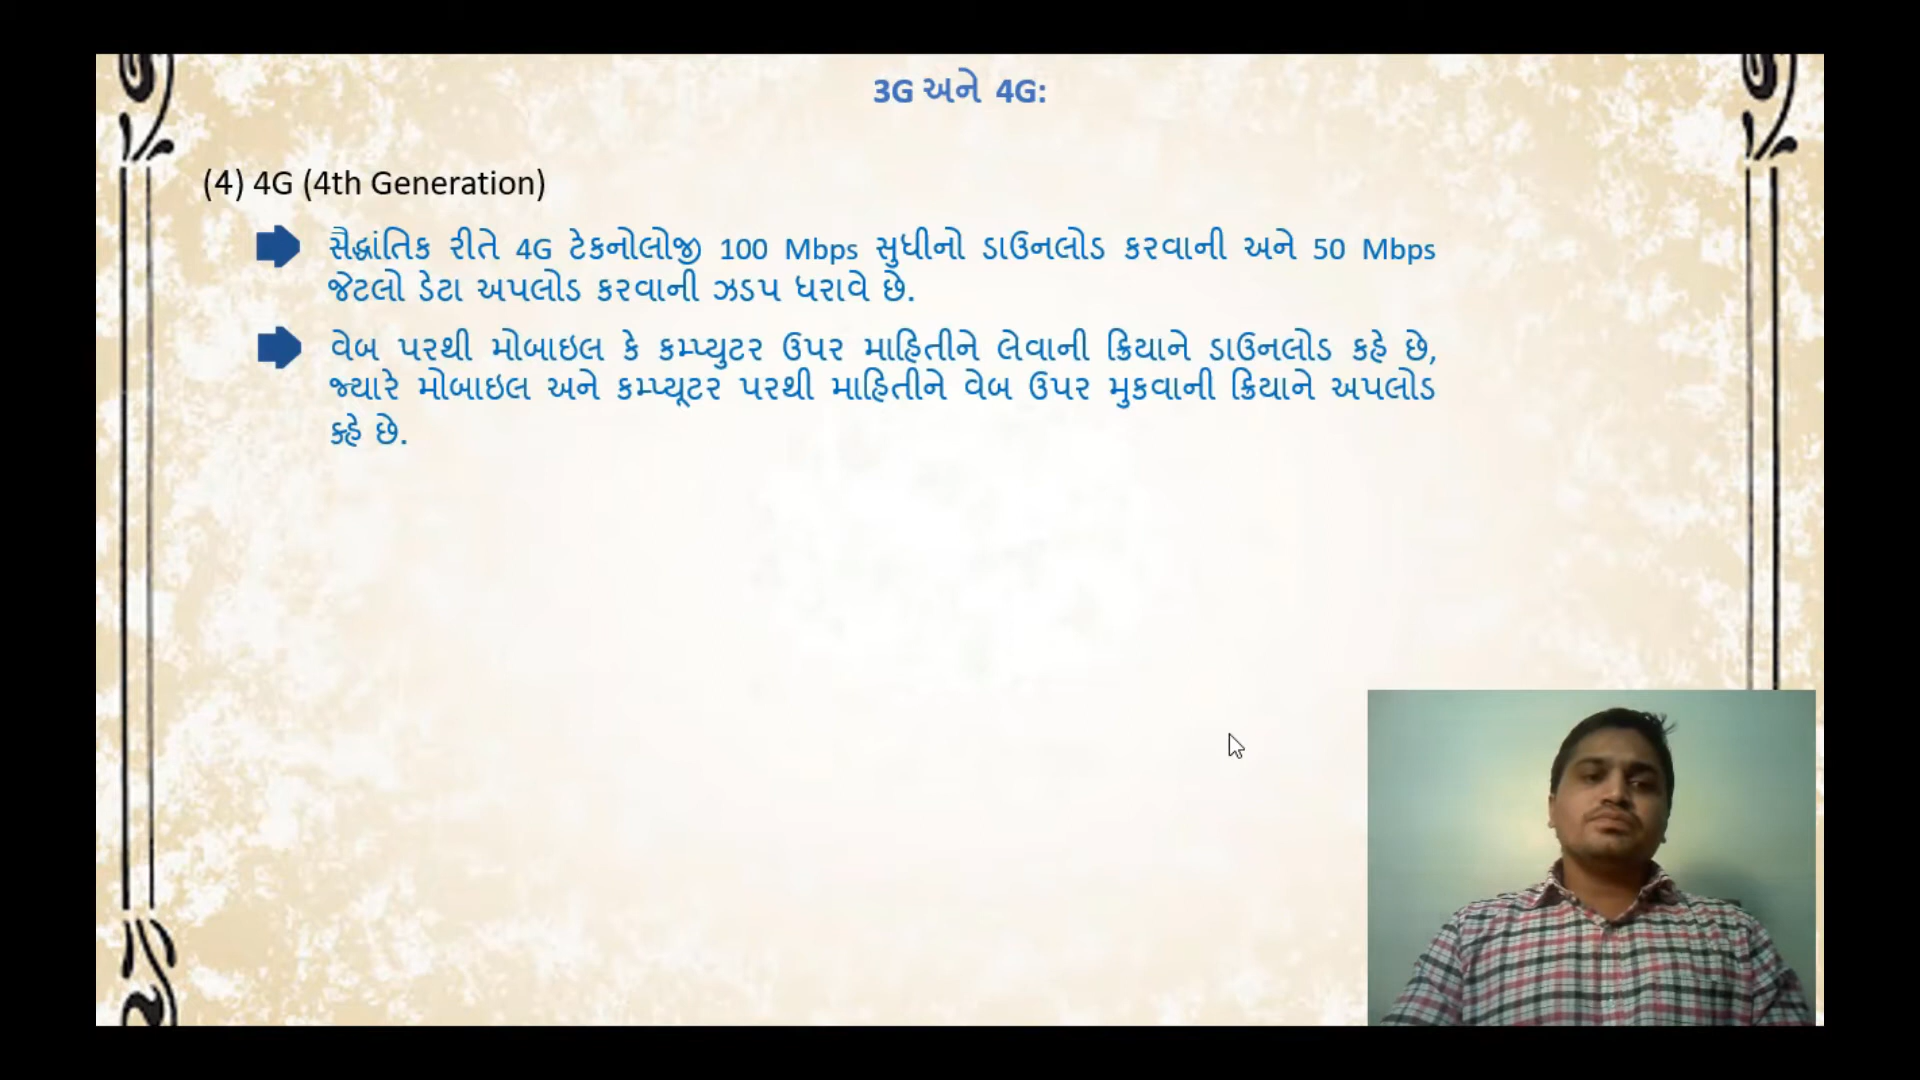 3G અને 4G:
(4) 4G (4th Generation)
સૈદ્ધાંતિક રીતે 4G ટેકનોલોજી 100 Mbps સુધીનો ડાઉનલોડ કરવાની અને 50 Mbps
જેટલો ડેટા અપલોડ કરવાની ઝડપ ધરાવે છે.
વેબ પરથી મોબાઇલ કે કમ્પ્યુટર ઉપર માહિતીને લેવાની ક્રિયાને ડાઉનલોડ કહે છે,
જ્યારે મોબાઇલ અને કમ્પ્યૂટર પરથી માહિતીને વેબ ઉપર મુકવાની ક્રિયાને અપલોડ
ક્હે છે.